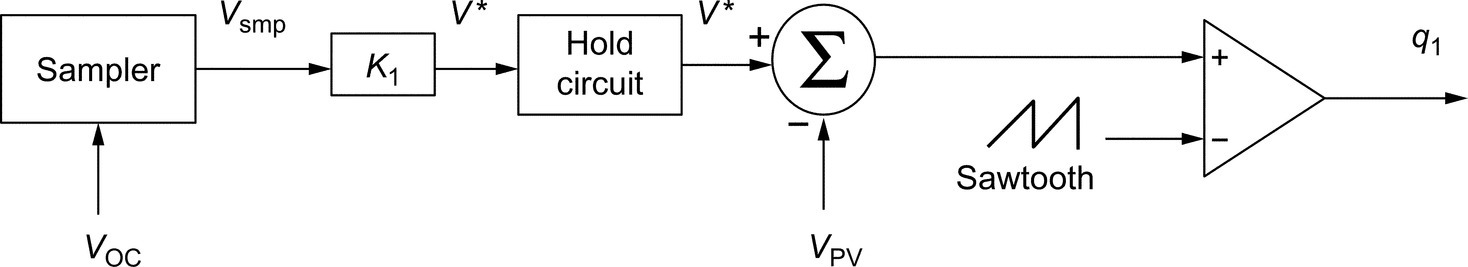 V_smp
V*
V*
q_1
Sampler
K_1
Hold
circuit
+
Σ
−
+
−
Sawtooth
V_OC
V_PV